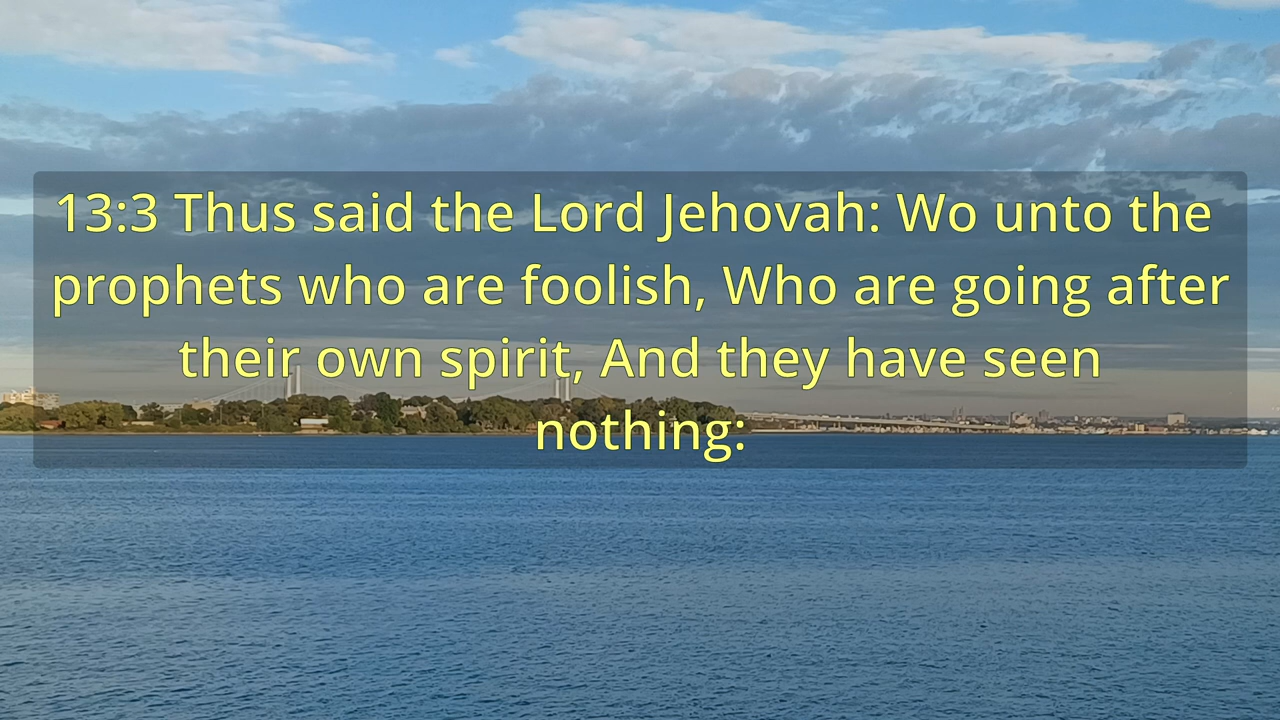 13:3 Thus said the Lord Jehovah: Wo unto the
prophets who are foolish, Who are going after
their own spirit, And they have seen
nothing: